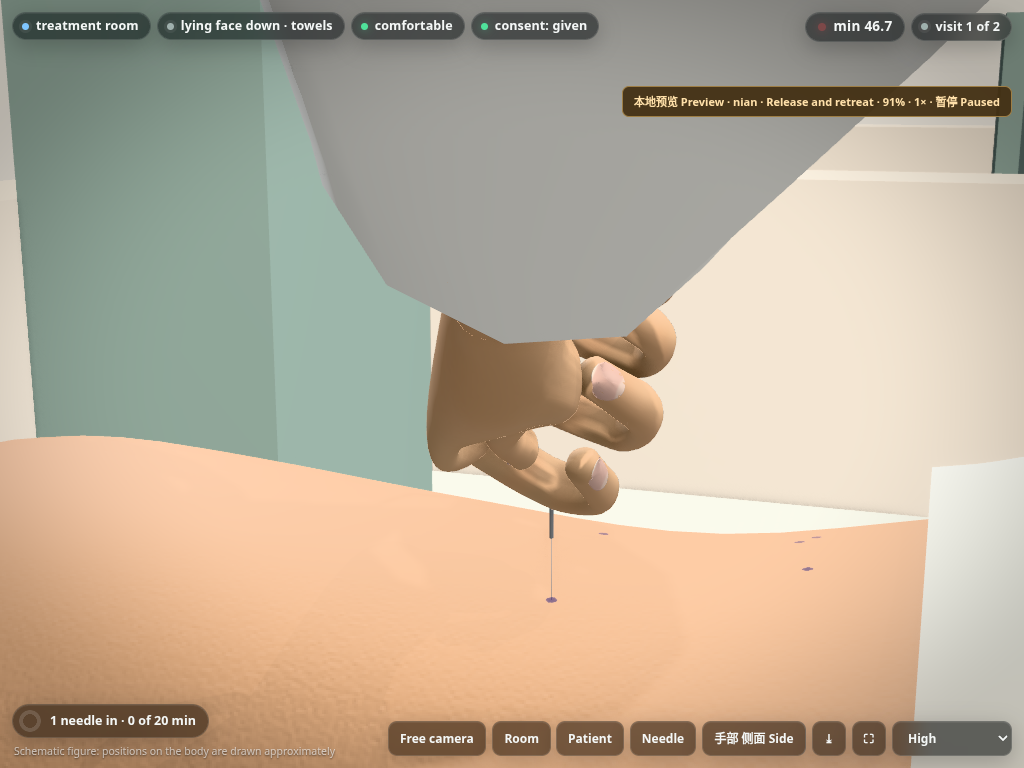 treatment room
lying face down · towels
comfortable
consent: given
min 46.7
visit 1 of 2
本地预览 Preview · nian · Release and retreat · 91% · 1× · 暂停 Paused
1 needle in · 0 of 20 min
Schematic figure: positions on the body are drawn approximately
Free camera
Room
Patient
Needle
手部 侧面 Side
High